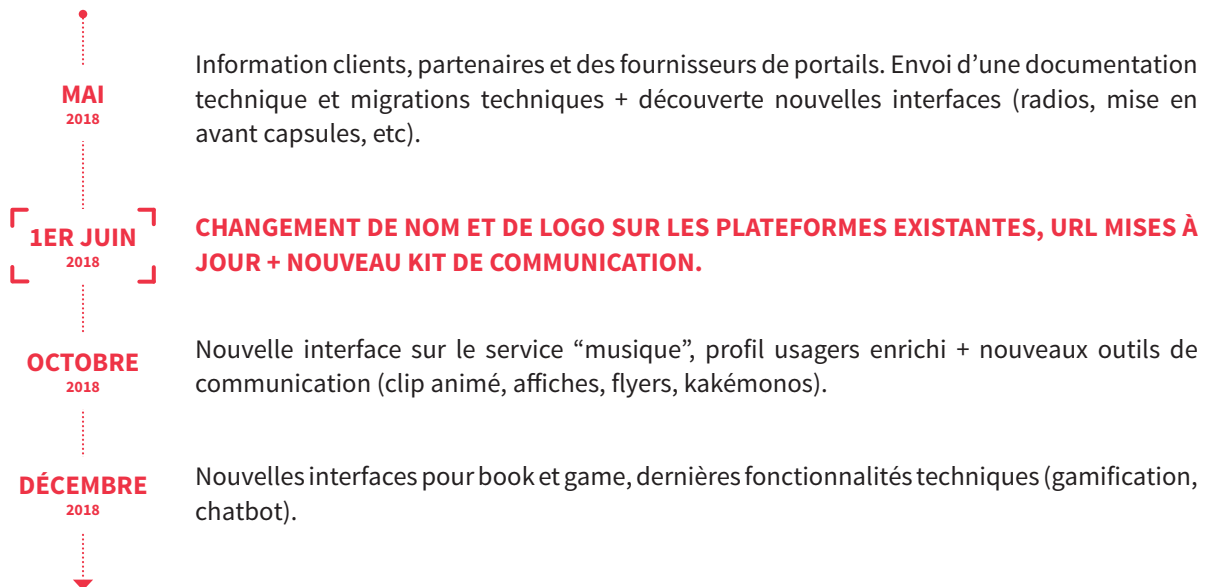 MAI
2018
Information clients, partenaires et des fournisseurs de portails. Envoi d’une documentation
technique et migrations techniques + découverte nouvelles interfaces (radios, mise en
avant capsules, etc).
1ER JUIN
2018
CHANGEMENT DE NOM ET DE LOGO SUR LES PLATEFORMES EXISTANTES, URL MISES À
JOUR + NOUVEAU KIT DE COMMUNICATION.
OCTOBRE
2018
Nouvelle interface sur le service “musique”, profil usagers enrichi + nouveaux outils de
communication (clip animé, affiches, flyers, kakémonos).
DÉCEMBRE
2018
Nouvelles interfaces pour book et game, dernières fonctionnalités techniques (gamification,
chatbot).